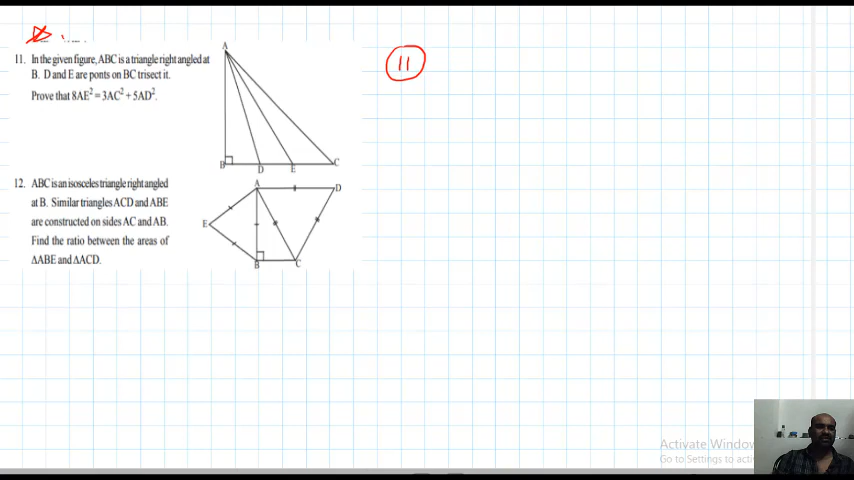 11. In the given figure, ABC is a triangle right angled at
B. D and E are ponts on BC trisect it.
Prove that 8AE² = 3AC² + 5AD².
A
B
D
E
C
11
12. ABC is an isosceles triangle right angled
at B. Similar triangles ACD and ABE
are constructed on sides AC and AB.
Find the ratio between the areas of
ΔABE and ΔACD.
A
D
E
B
C
Activate
Go to Settings to